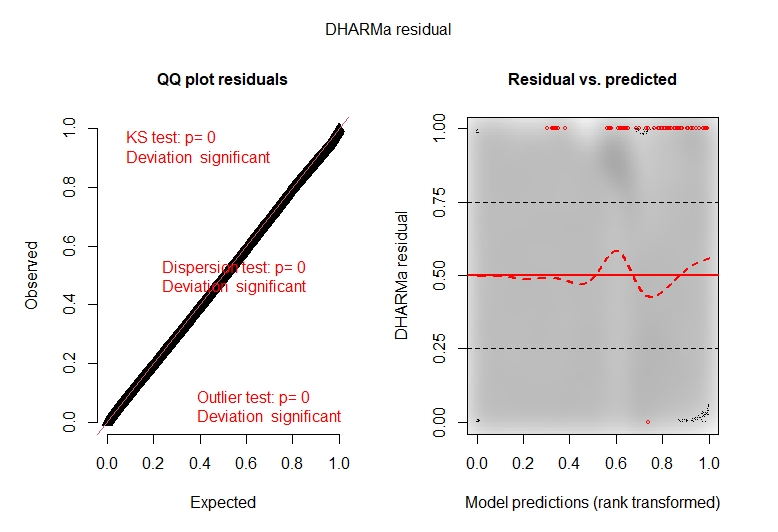 DHARMa residual
QQ plot residuals
KS test: p= 0
Deviation significant
Dispersion test: p= 0
Deviation significant
Outlier test: p= 0
Deviation significant
Observed
0.0 0.2 0.4 0.6 0.8 1.0
0.0 0.2 0.4 0.6 0.8 1.0
Expected
Residual vs. predicted
DHARMa residual
0.00 0.25 0.50 0.75 1.00
0.0 0.2 0.4 0.6 0.8 1.0
Model predictions (rank transformed)